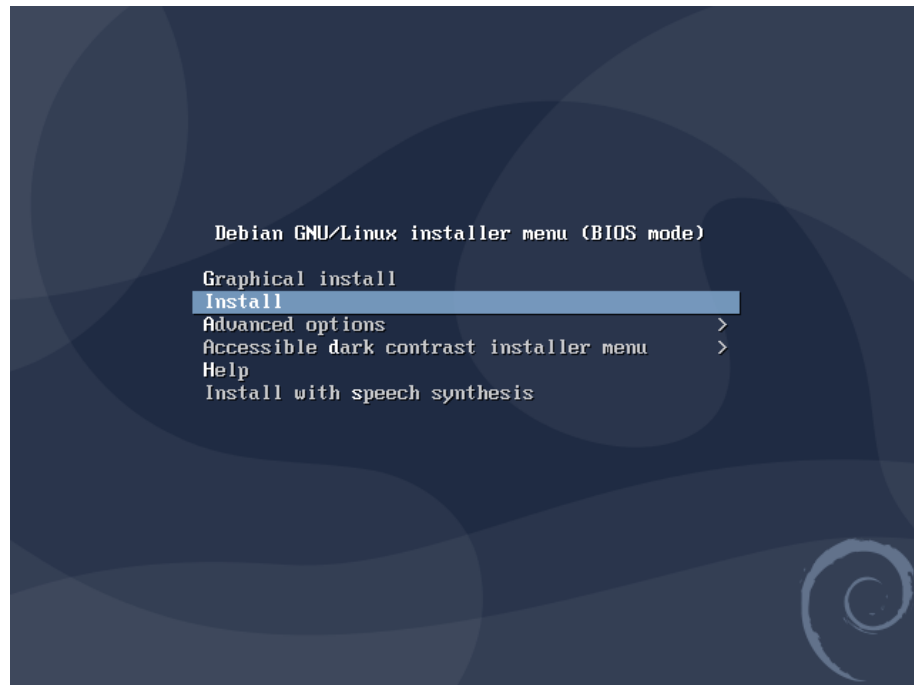 Debian GNU/Linux installer menu (BIOS mode)
Graphical install
Install
Advanced options >
Accessible dark contrast installer menu >
Help
Install with speech synthesis